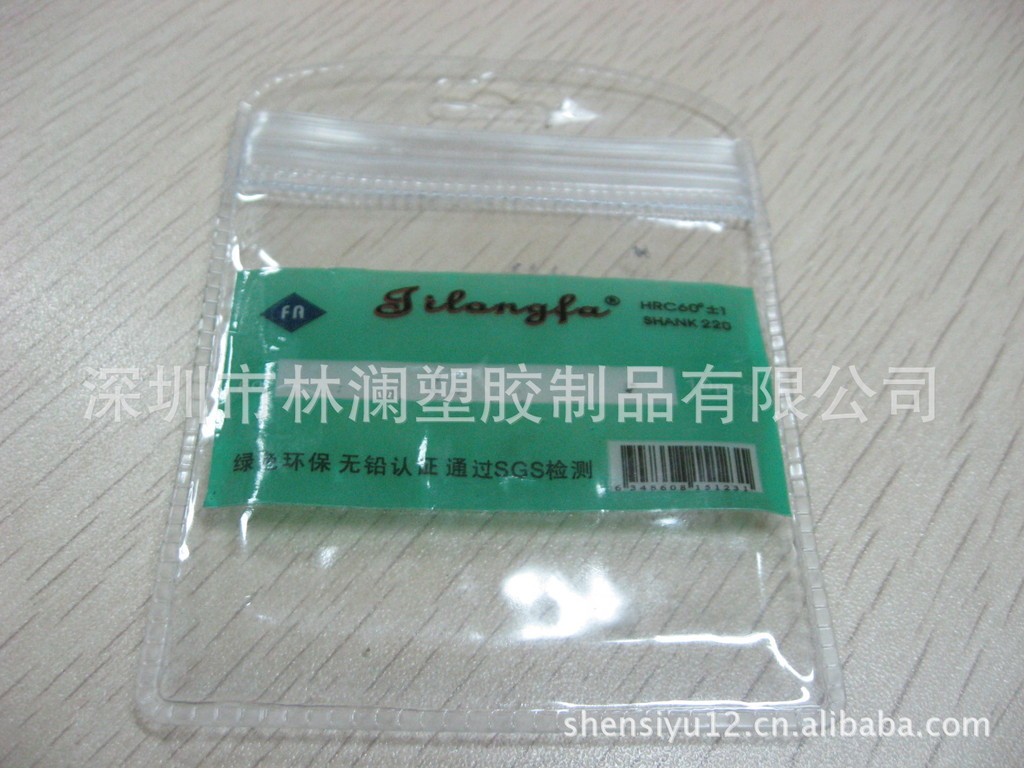 FA
Jilongfa®
HRC60°±1
SHANK 220
深圳市林澜塑胶制品有限公司
绿色环保 无铅认证 通过SGS检测
shensiyu12.cn.alibaba.com